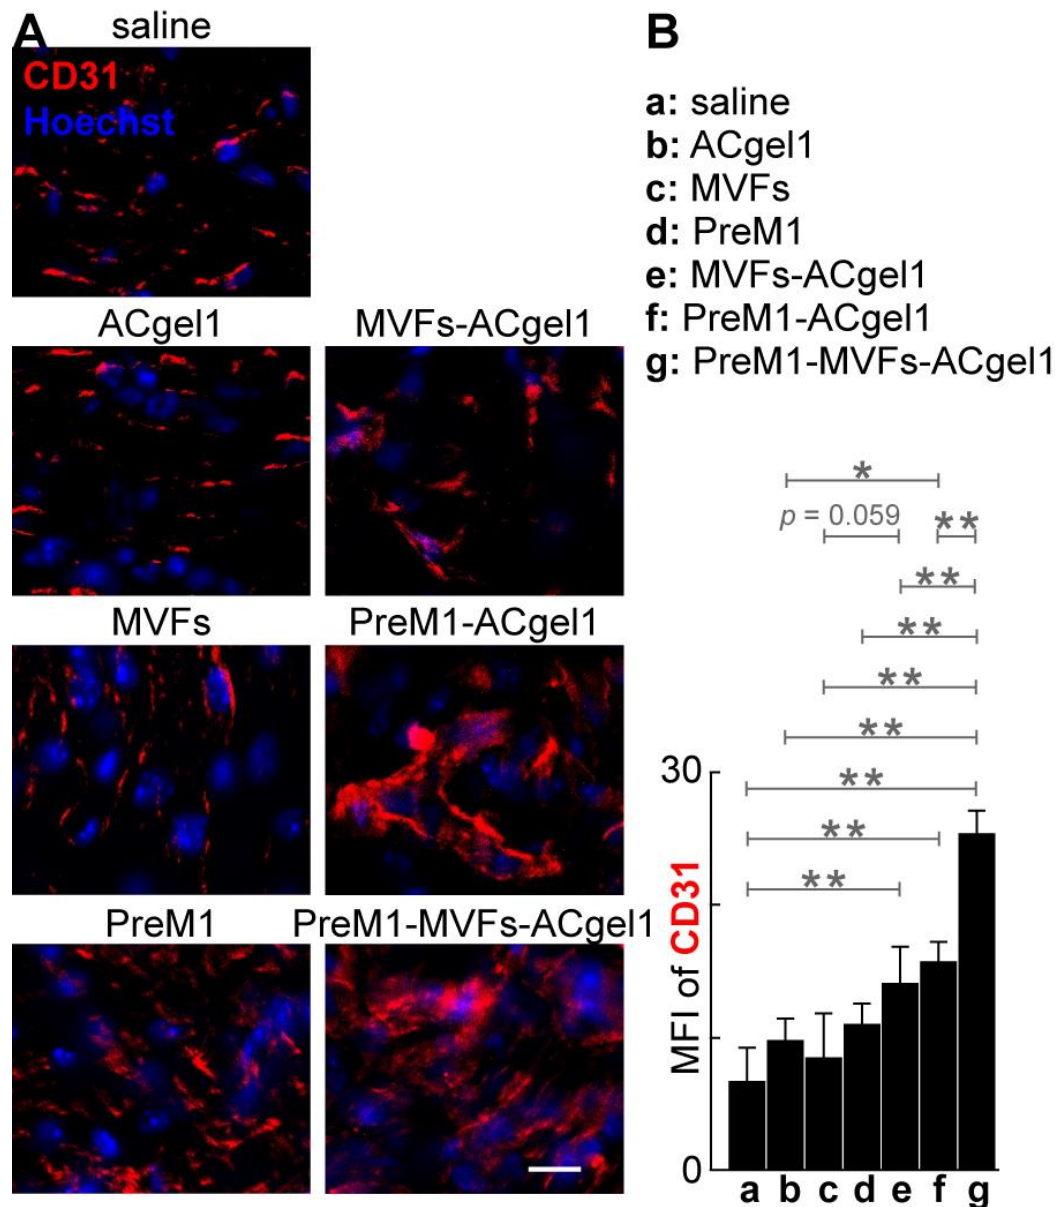 A
saline
CD31
Hoechst
ACgel1
MVFs-ACgel1
MVFs
PreM1-ACgel1
PreM1
PreM1-MVFs-ACgel1
B
a: saline
b: ACgel1
c: MVFs
d: PreM1
e: MVFs-ACgel1
f: PreM1-ACgel1
g: PreM1-MVFs-ACgel1
*
p = 0.059
**
**
**
**
**
**
**
**
30
MFI of CD31
0
a b c d e f g